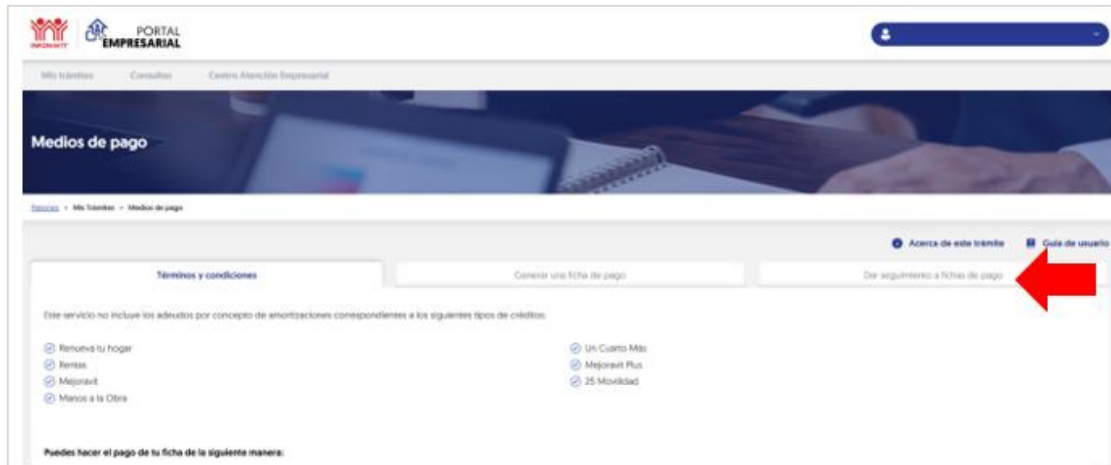 INFONAVIT
PORTAL
EMPRESARIAL
Mis trámites Consultas Centro Atención Empresarial
Medios de pago
Patrones Mis Trámites Medios de pago
Acerca de este trámite Guía de usuario
Términos y condiciones Generar una ficha de pago Dar seguimiento a fichas de pago
Este servicio no incluye los adeudos por concepto de amortizaciones correspondientes a los siguientes tipos de créditos:
Renueva tu hogar Un Cuarto Más
Rentas Mejoravit Plus
Mejoravit 25 Movilidad
Manos a la Obra
Puedes hacer el pago de tu ficha de la siguiente manera: